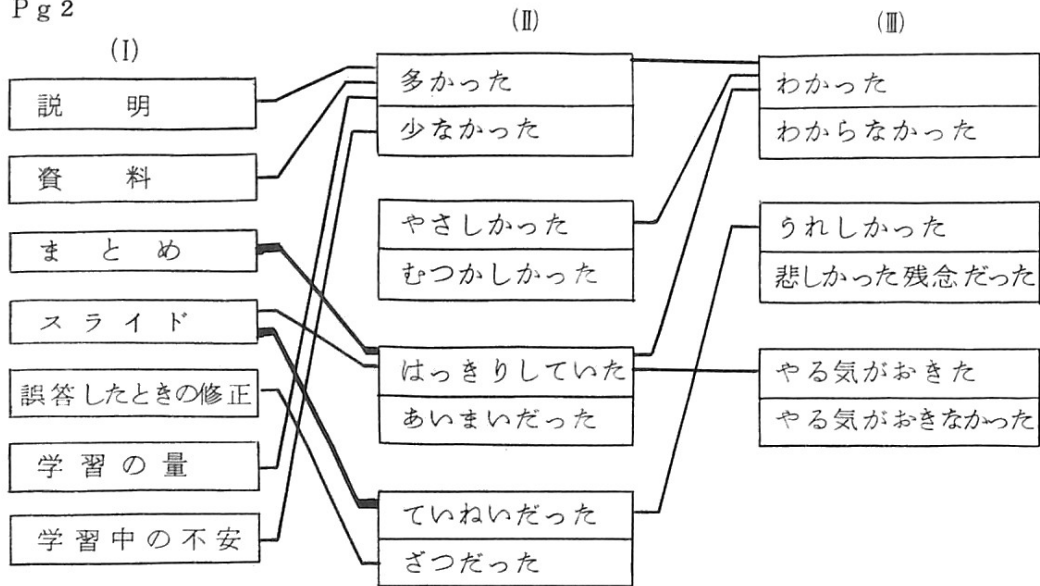 Pg2
(Ⅰ)
説明
資料
まとめ
スライド
誤答したときの修正
学習の量
学習中の不安
(Ⅱ)
多かった
少なかった
やさしかった
むつかしかった
はっきりしていた
あいまいだった
ていねいだった
ざつだった
(Ⅲ)
わかった
わからなかった
うれしかった
悲しかった残念だった
やる気がおきた
やる気がおきなかった